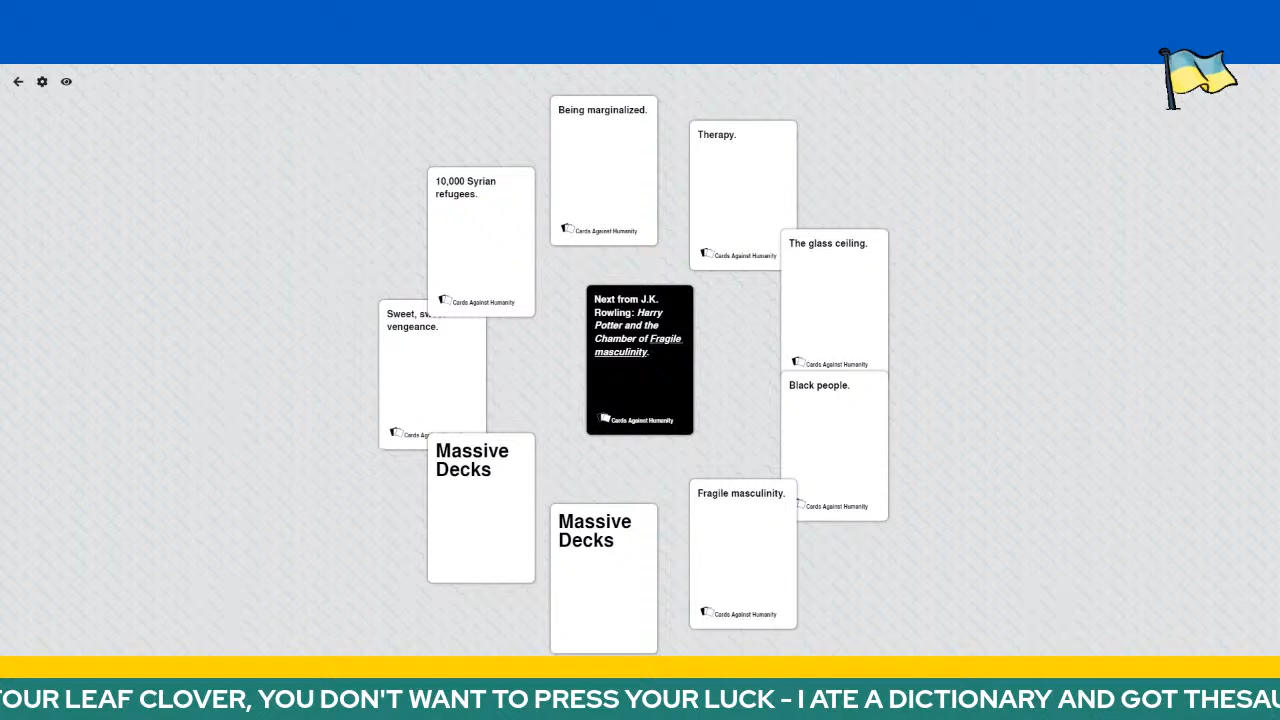 Being marginalized.
Cards Against Humanity
Therapy.
Cards Against Humanity
10,000 Syrian
refugees.
Cards Against Humanity
The glass ceiling.
Cards Against Humanity
Sweet,
vengeance.
Cards
Next from J.K.
Rowling: Harry
Potter and the
Chamber of Fragile
masculinity.
Cards Against Humanity
Black people.
Cards Against Humanity
Massive
Decks
Massive
Decks
Fragile masculinity.
Cards Against Humanity
LEAF CLOVER, YOU DON'T WANT TO PRESS YOUR LUCK - I ATE A DICTIONARY AND GOT